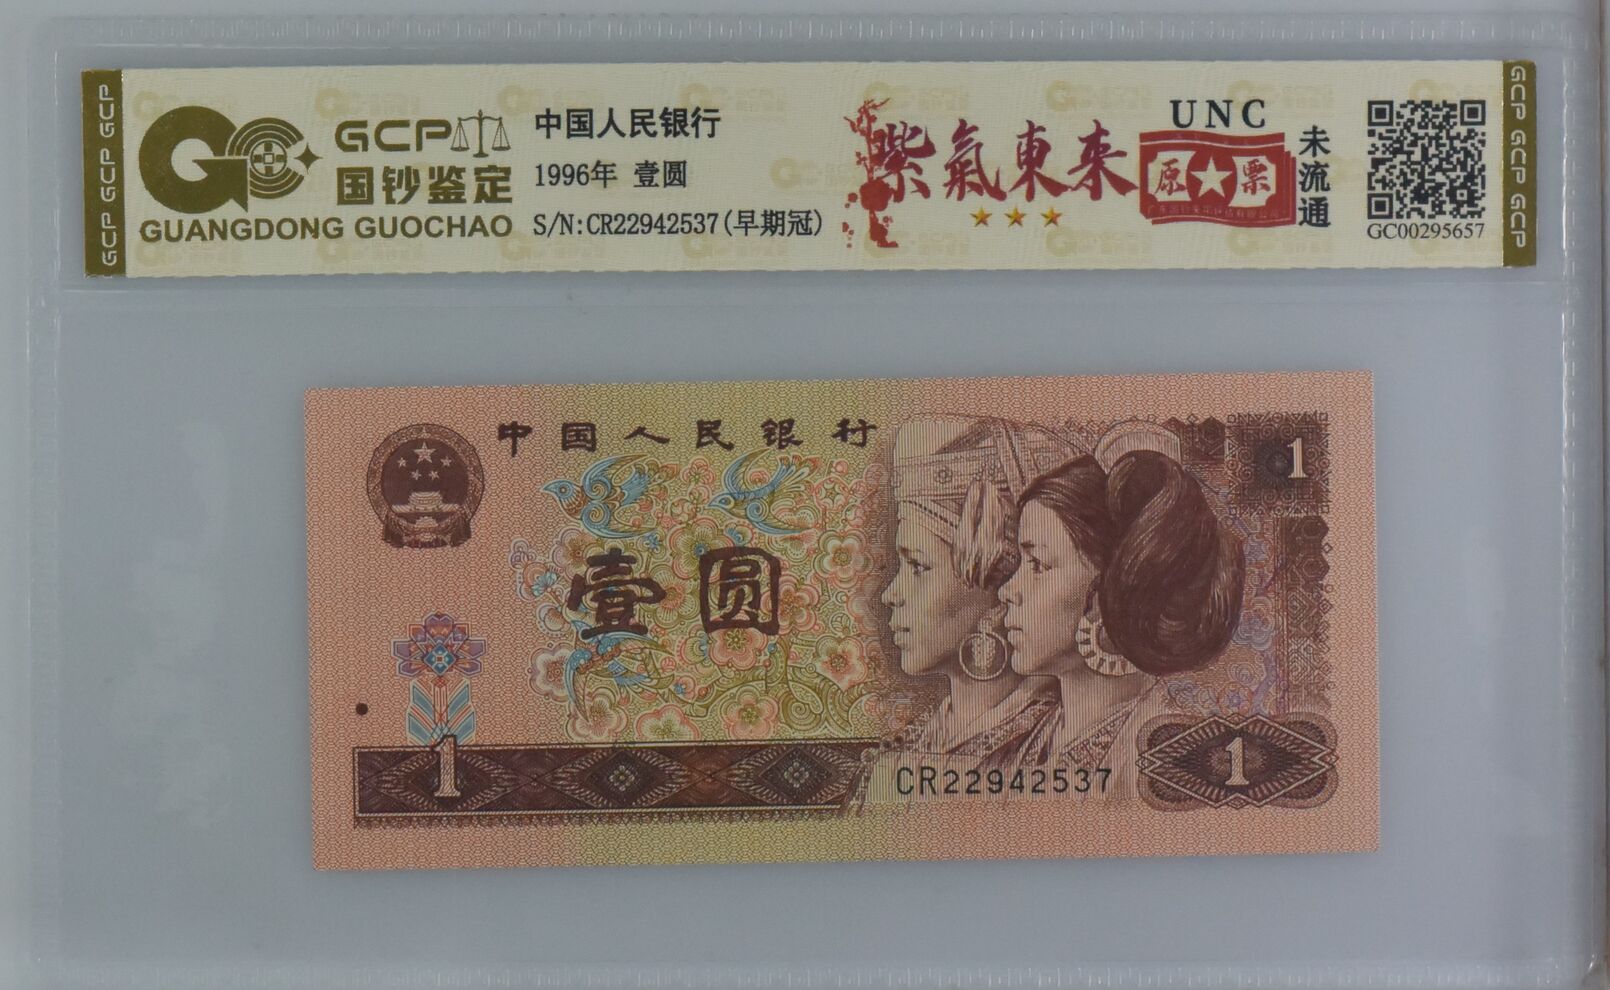 GCP GCP GCP
GCP
国钞鉴定
GUANGDONG GUOCHAO
中国人民银行
1996年 壹圆
S/N:CR22942537(早期冠)
紫氣東来
UNC
原票
未流通
GC00295657
GCP GCP GCP
中国人民银行
1
壹圆
1
CR22942537
1